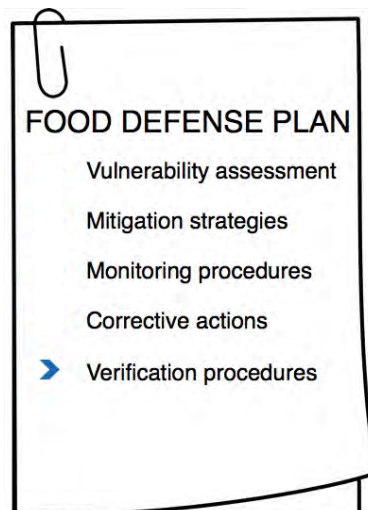 FOOD DEFENSE PLAN
Vulnerability assessment
Mitigation strategies
Monitoring procedures
Corrective actions
Verification procedures